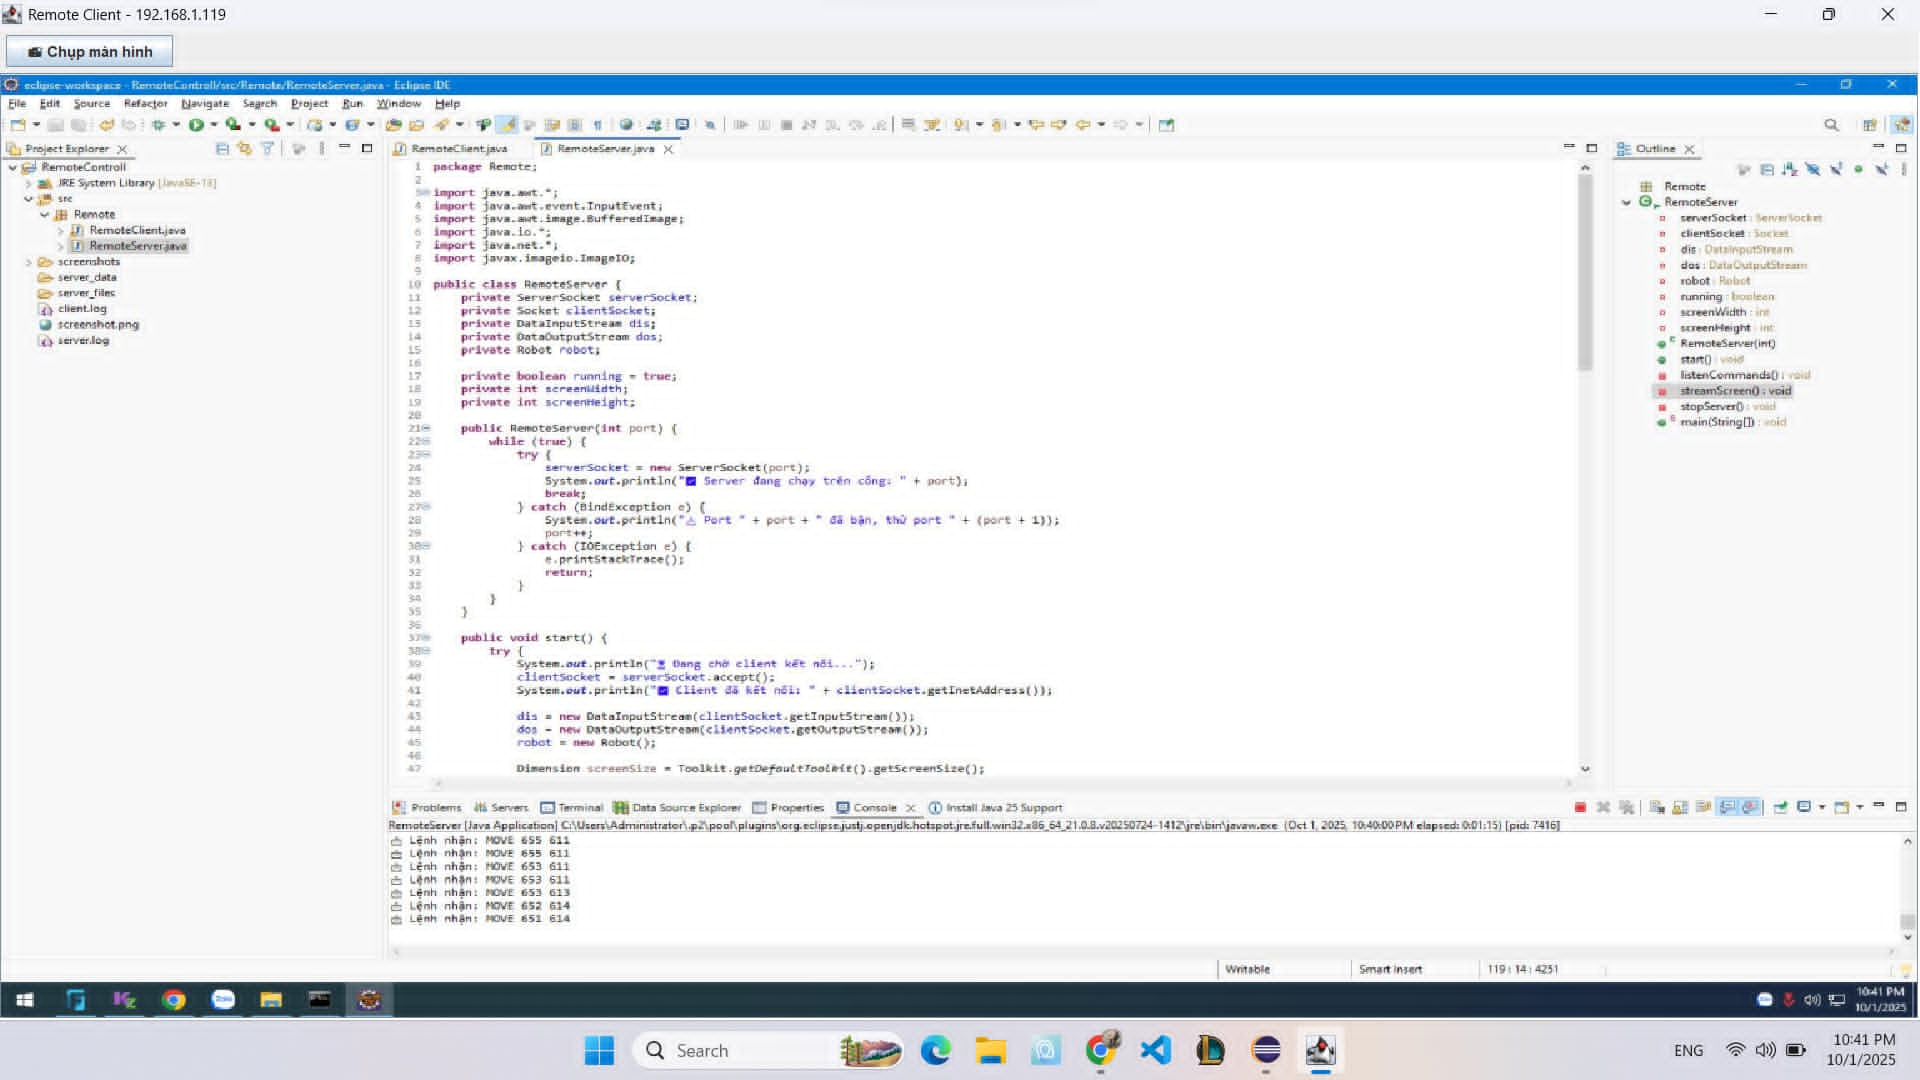 Remote Client - 192.168.1.119
Chụp màn hình
eclipse-workspace - RemoteControll/src/Remote/RemoteServer.java - Eclipse IDE
File Edit Source Refactor Navigate Search Project Run Window Help
Project Explorer
RemoteControll
JRE System Library [JavaSE-13]
src
Remote
RemoteClient.java
RemoteServer.java
screenshots
server_data
server_files
client.log
screenshot.png
server.log
RemoteClient.java RemoteServer.java
1 package Remote;
2
3 import java.awt.*;
4 import java.awt.event.InputEvent;
5 import java.awt.image.BufferedImage;
6 import java.io.*;
7 import java.net.*;
8 import javax.imageio.ImageIO;
9
10 public class RemoteServer {
11 private ServerSocket serverSocket;
12 private Socket clientSocket;
13 private DataInputStream dis;
14 private DataOutputStream dos;
15 private Robot robot;
16
17 private boolean running = true;
18 private int screenWidth;
19 private int screenHeight;
20
21 public RemoteServer(int port) {
22 while (true) {
23 try {
24 serverSocket = new ServerSocket(port);
25 System.out.println("✅ Server đang chạy trên cổng: " + port);
26 break;
27 } catch (BindException e) {
28 System.out.println("⚠ Port " + port + " đã bận, thử port " + (port + 1));
29 port++;
30 } catch (IOException e) {
31 e.printStackTrace();
32 return;
33 }
34 }
35 }
36
37 public void start() {
38 try {
39 System.out.println("⏳ Đang chờ client kết nối...");
40 clientSocket = serverSocket.accept();
41 System.out.println("✅ Client đã kết nối: " + clientSocket.getInetAddress());
42
43 dis = new DataInputStream(clientSocket.getInputStream());
44 dos = new DataOutputStream(clientSocket.getOutputStream());
45 robot = new Robot();
46
47 Dimension screenSize = Toolkit.getDefaultToolkit().getScreenSize();
Outline
Remote
RemoteServer
serverSocket : ServerSocket
clientSocket : Socket
dis : DataInputStream
dos : DataOutputStream
robot : Robot
running : boolean
screenWidth : int
screenHeight : int
RemoteServer(int)
start() : void
listenCommands() : void
streamScreen() : void
stopServer() : void
main(String[]) : void
Problems Servers Terminal Data Source Explorer Properties Console Install Java 25 Support
RemoteServer [Java Application] C:\Users\Administrator\.p2\pool\plugins\org.eclipse.justj.openjdk.hotspot.jre.full.win32.x86_64_21.0.8.v20250724-1412\jre\bin\javaw.exe (Oct 1, 2025, 10:40:00 PM elapsed: 0:01:15) [pid: 7416]
Lệnh nhận: MOVE 655 611
Lệnh nhận: MOVE 655 611
Lệnh nhận: MOVE 653 611
Lệnh nhận: MOVE 653 611
Lệnh nhận: MOVE 653 613
Lệnh nhận: MOVE 652 614
Lệnh nhận: MOVE 651 614
Writable Smart Insert 119 : 14 : 4231
Zalo
10:41 PM
10/1/2025
Search
ENG
10:41 PM
10/1/2025